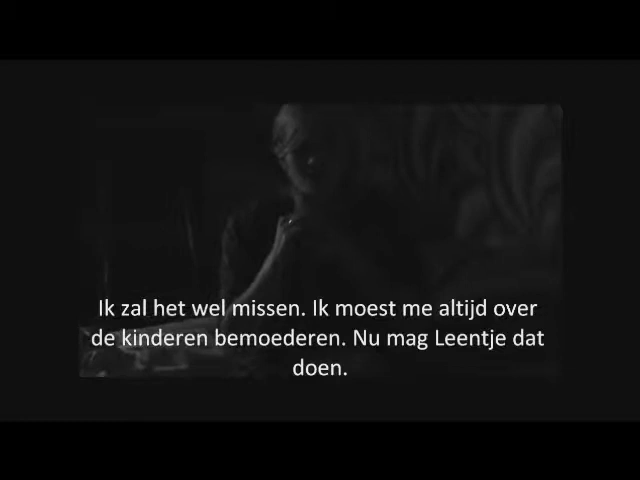 Ik zal het wel missen. Ik moest me altijd over
de kinderen bemoederen. Nu mag Leentje dat
doen.